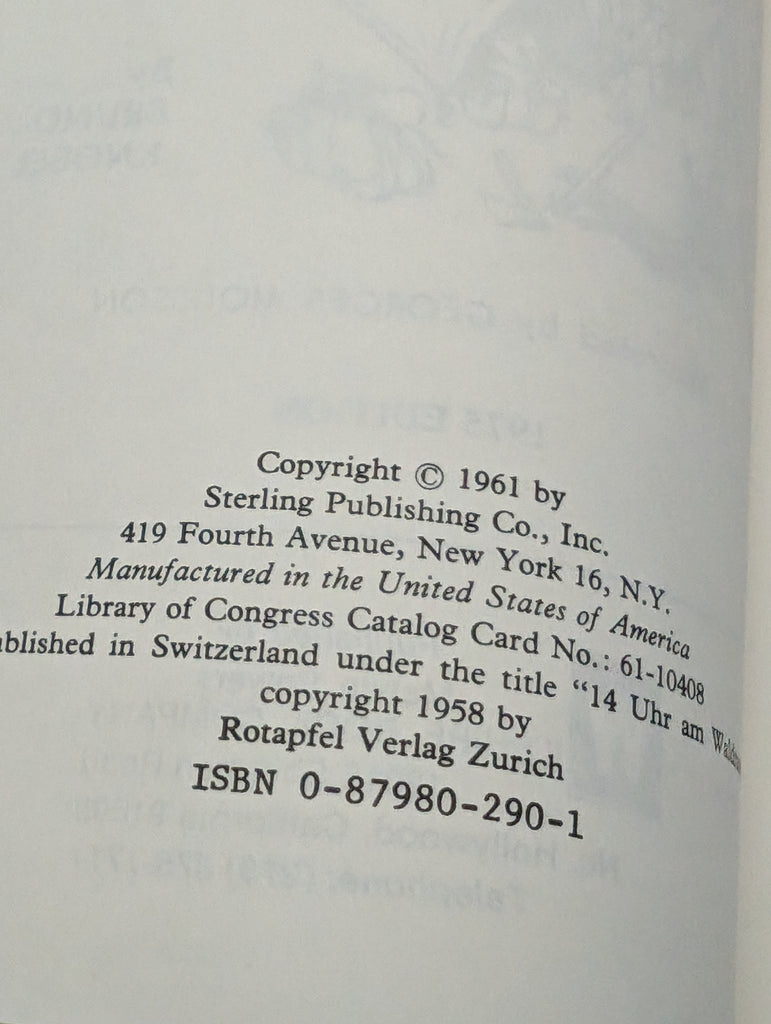 Copyright © 1961 by
Sterling Publishing Co., Inc.
419 Fourth Avenue, New York 16, N.Y.
Manufactured in the United States of America
Library of Congress Catalog Card No.: 61-10408
in Switzerland under the title “14 Uhr am
copyright 1958 by
Rotapfel Verlag Zurich
ISBN 0-87980-290-1